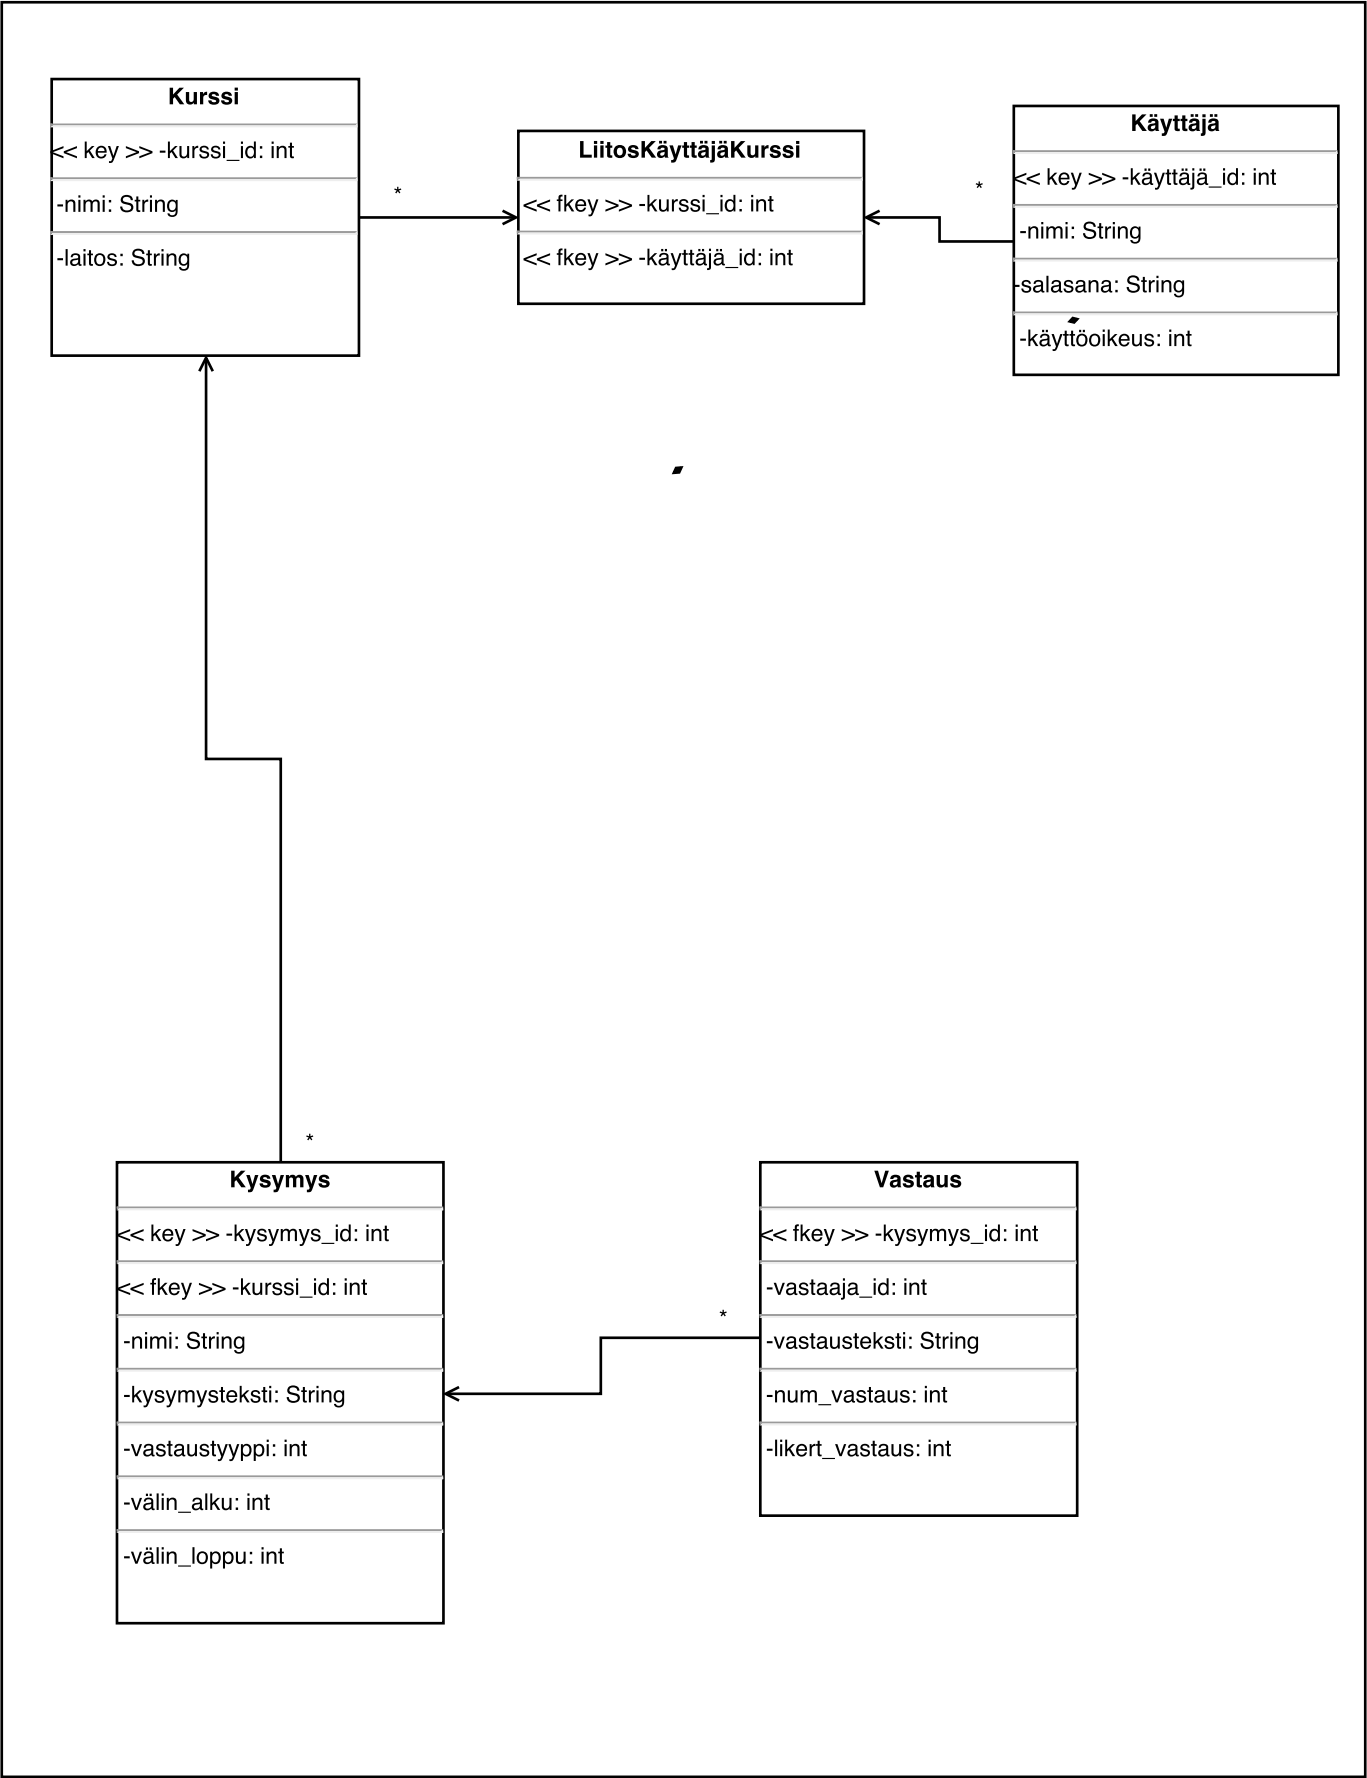 Kurssi
<< key >> -kurssi_id: int
-nimi: String
-laitos: String
*
LiitosKäyttäjäKurssi
<< fkey >> -kurssi_id: int
<< fkey >> -käyttäjä_id: int
*
Käyttäjä
<< key >> -käyttäjä_id: int
-nimi: String
-salasana: String
-käyttöoikeus: int
*
Kysymys
<< key >> -kysymys_id: int
<< fkey >> -kurssi_id: int
-nimi: String
-kysymysteksti: String
-vastaustyyppi: int
-välin_alku: int
-välin_loppu: int
*
Vastaus
<< fkey >> -kysymys_id: int
-vastaaja_id: int
-vastausteksti: String
-num_vastaus: int
-likert_vastaus: int